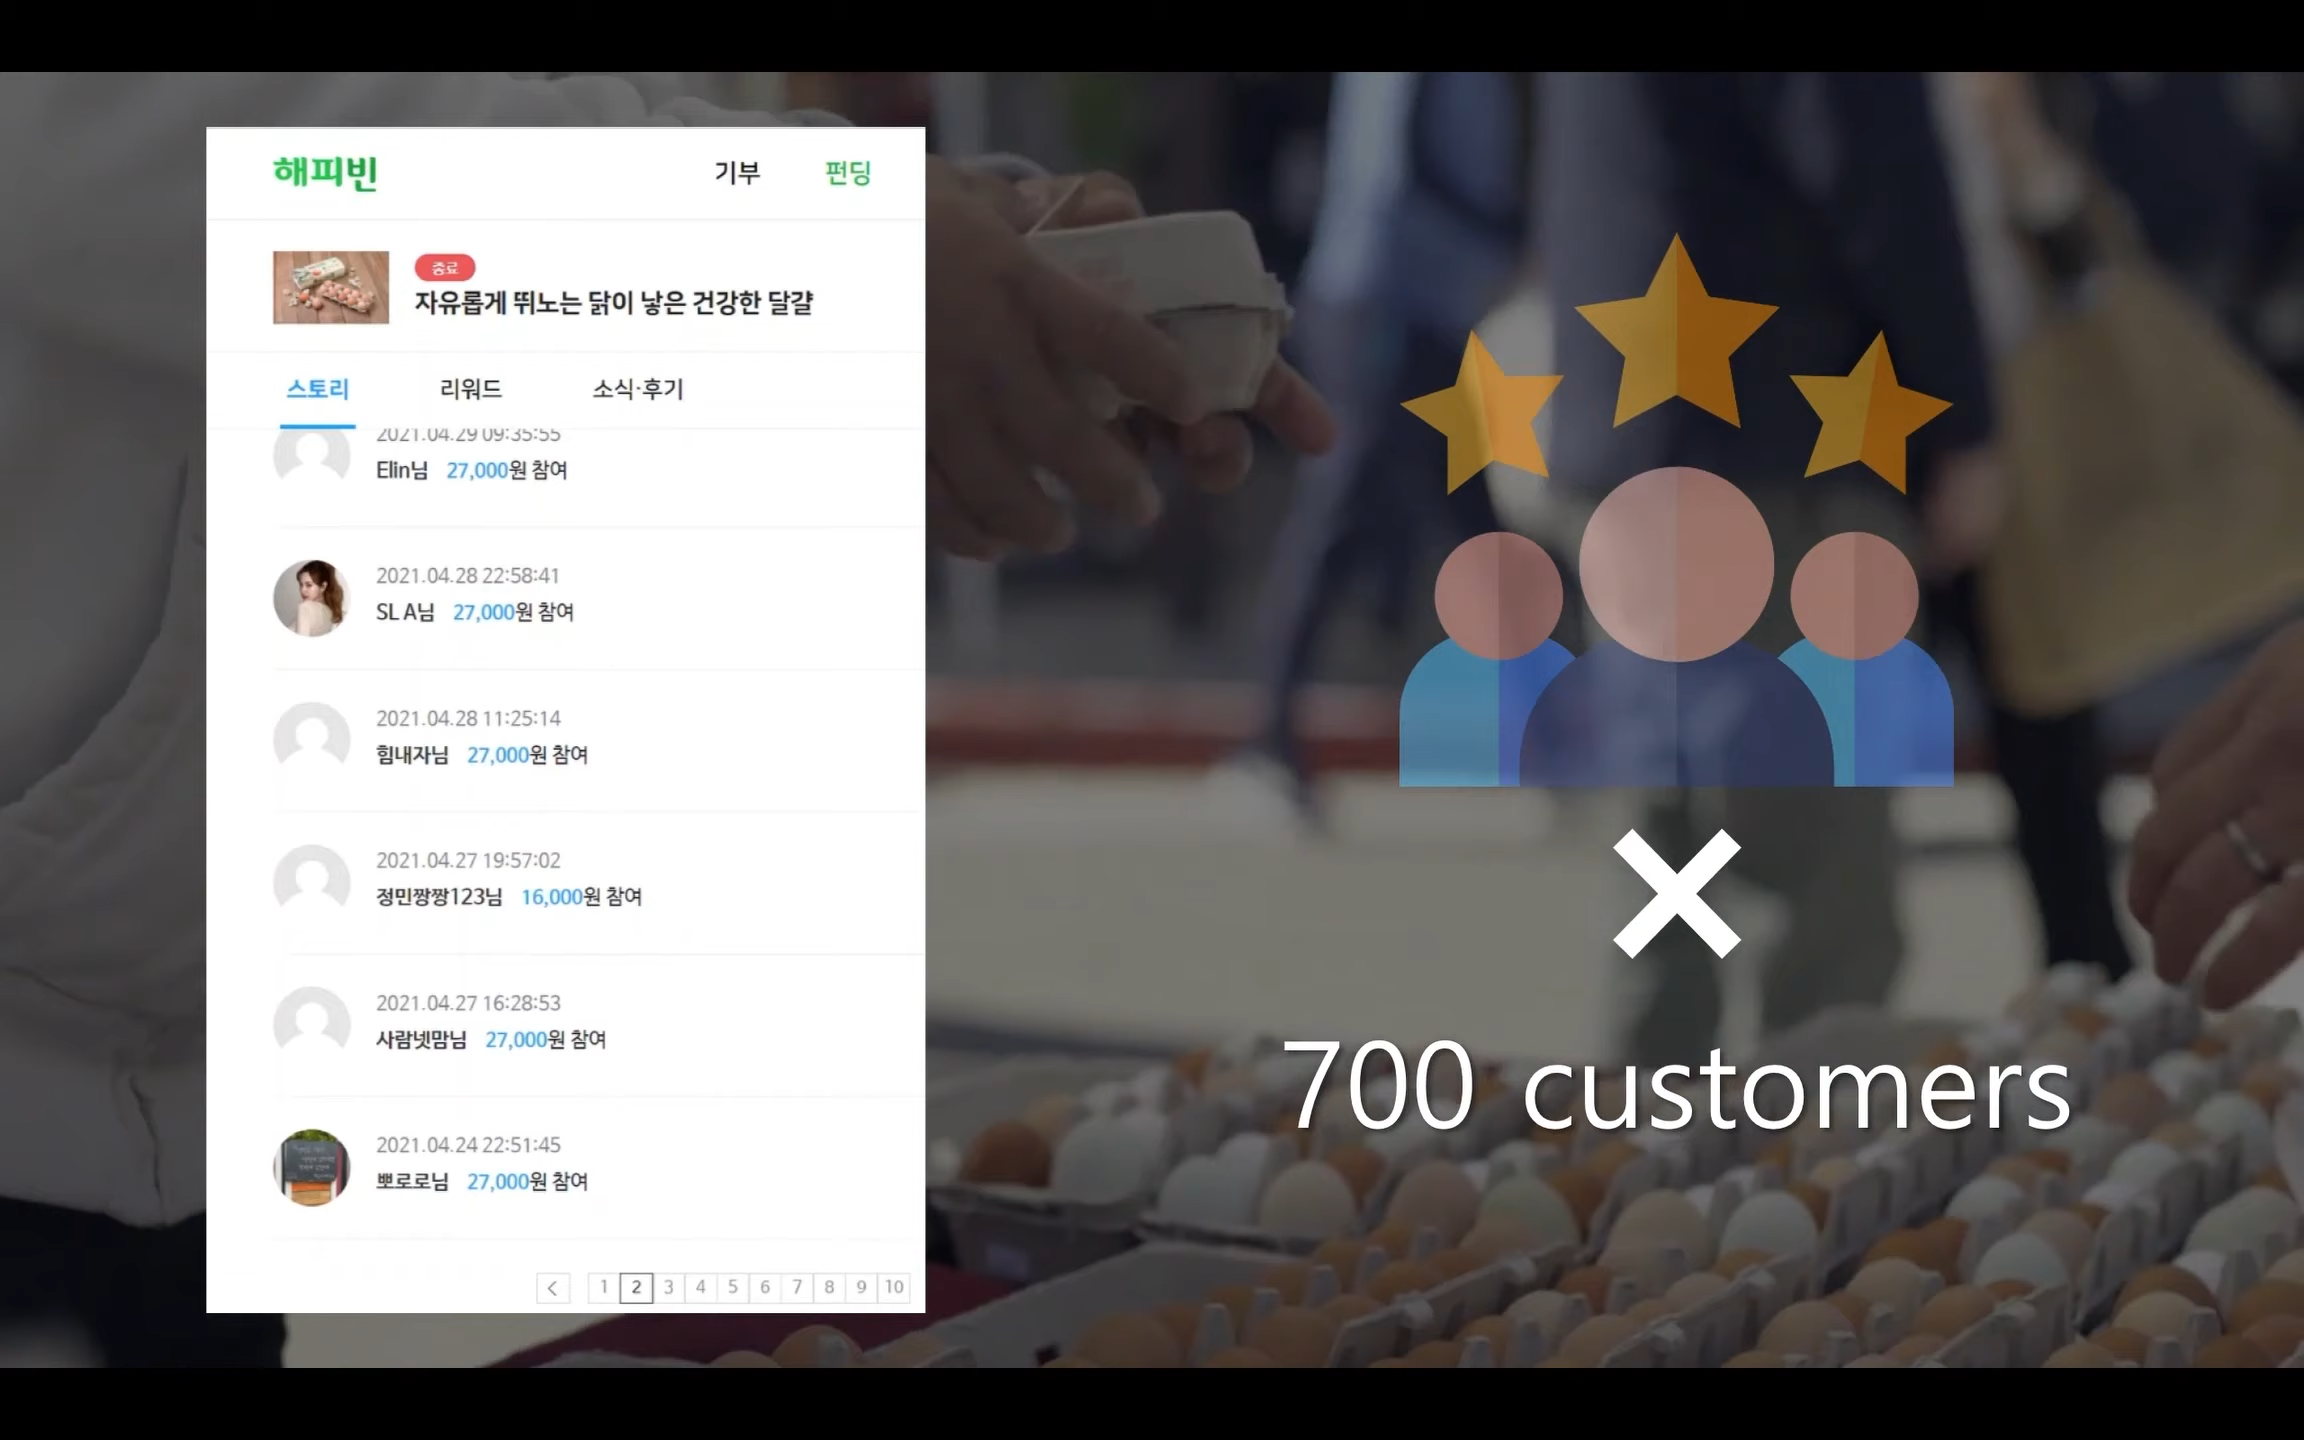 해피빈 기부 펀딩
종료
자유롭게 뛰노는 닭이 낳은 건강한 달걀
스토리 리워드 소식·후기
2021.04.29 09:35:55
Elin님 27,000원 참여
2021.04.28 22:58:41
SL A님 27,000원 참여
2021.04.28 11:25:14
힘내자님 27,000원 참여
2021.04.27 19:57:02
정민짱짱123님 16,000원 참여
2021.04.27 16:28:53
사람넷맘님 27,000원 참여
2021.04.24 22:51:45
뽀로로님 27,000원 참여
< 1 2 3 4 5 6 7 8 9 10
×
700 customers